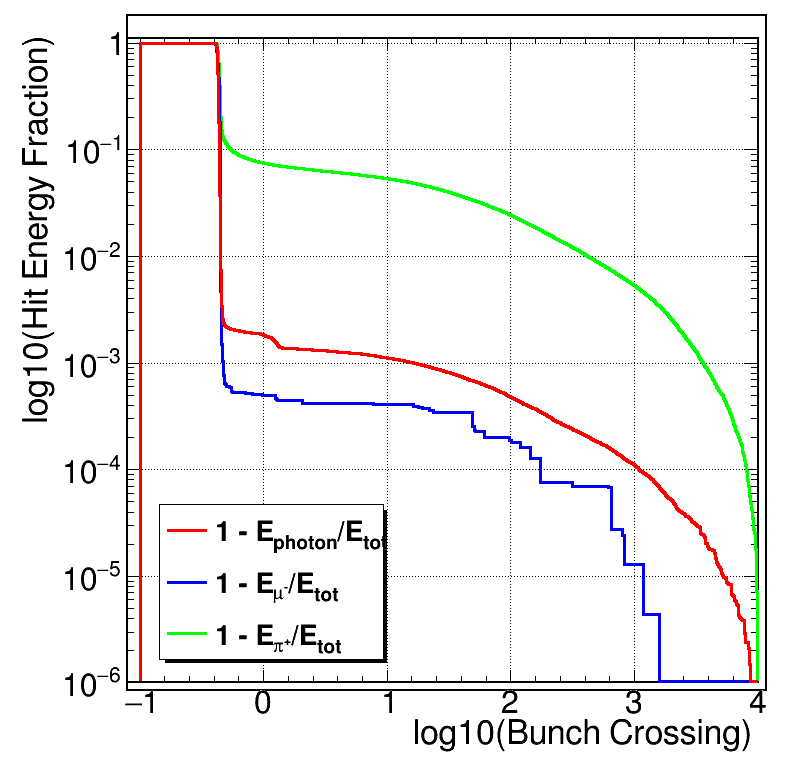 log10(Hit Energy Fraction)
1
10⁻¹
10⁻²
10⁻³
10⁻⁴
10⁻⁵
10⁻⁶
1 - E_photon/E_tot
1 - E_μ⁻/E_tot
1 - E_π⁺/E_tot
−1 0 1 2 3 4
log10(Bunch Crossing)